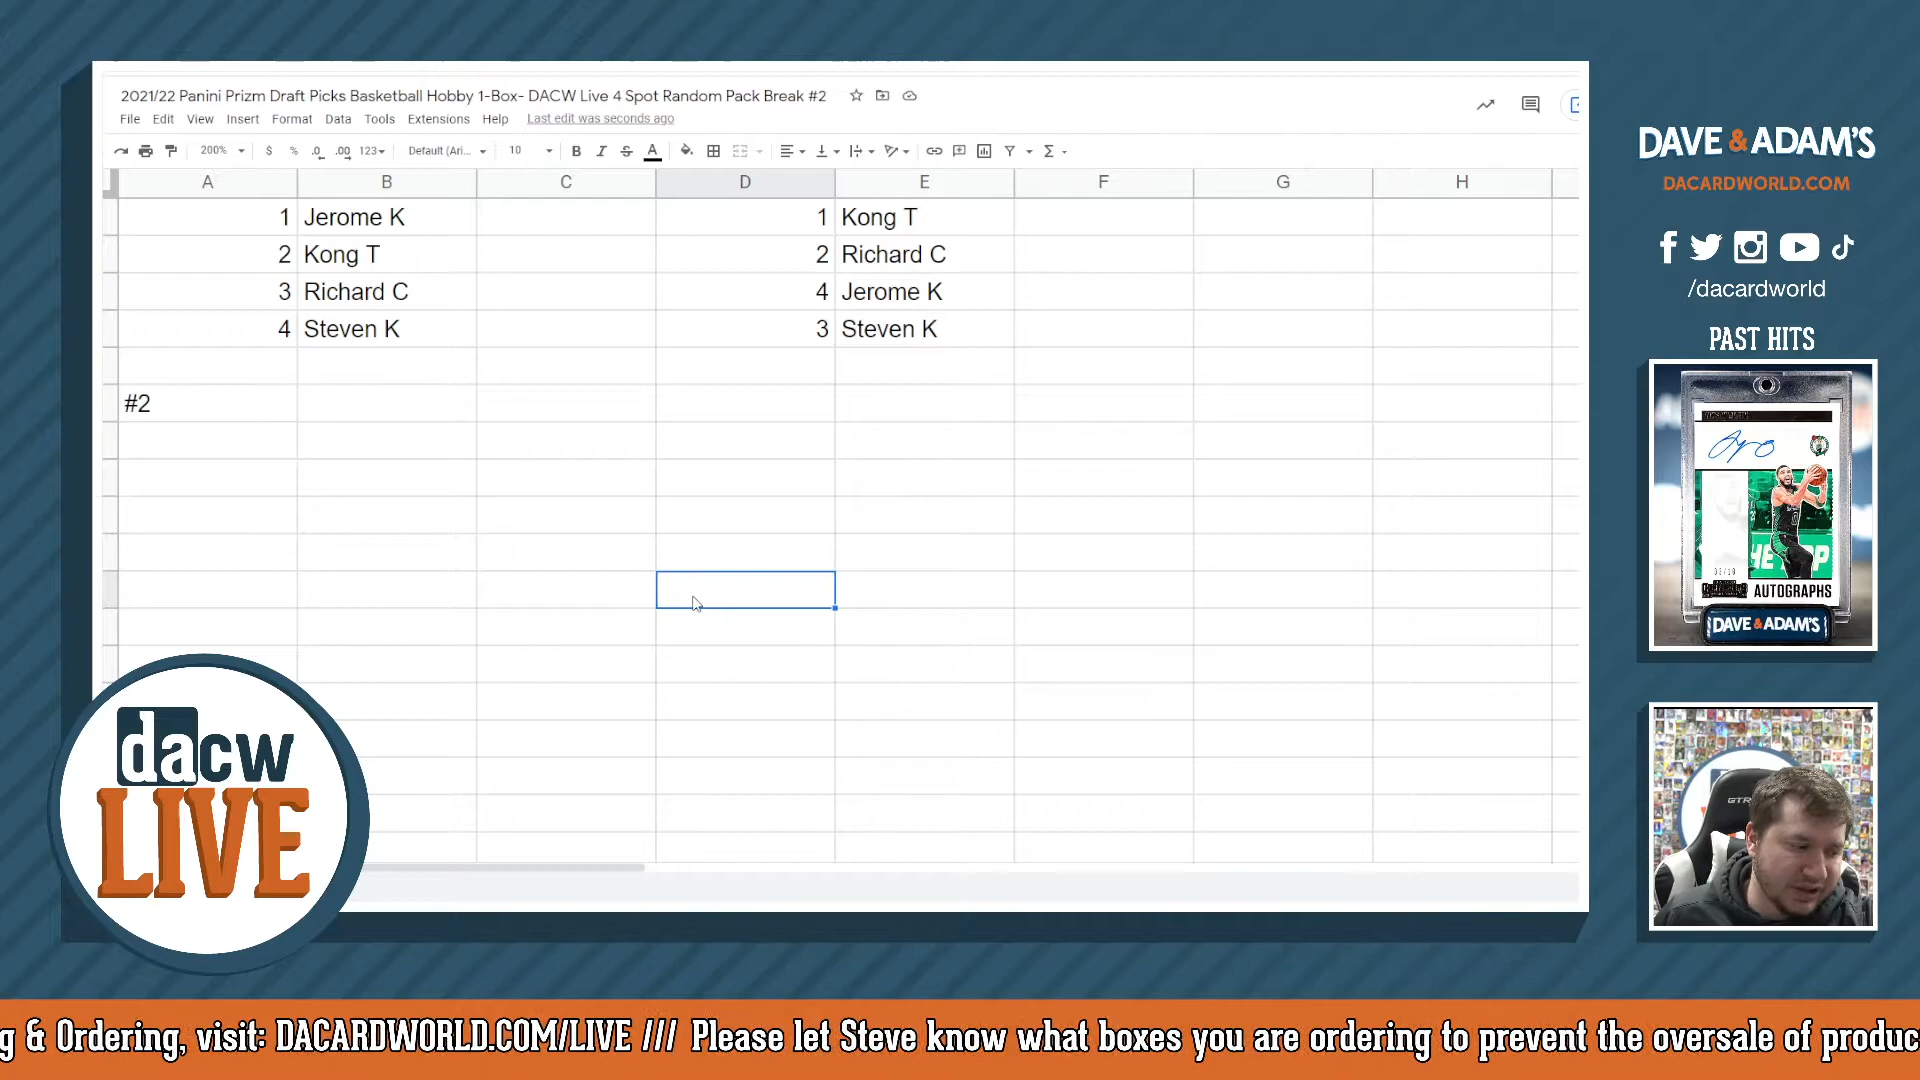 2021/22 Panini Prizm Draft Picks Basketball Hobby 1-Box- DACW Live 4 Spot Random Pack Break #2
File Edit View Insert Format Data Tools Extensions Help Last edit was seconds ago
200% $ % .0 .00 123 Default (Ari... 10 B I S A Σ
A B C D E F G H
1 Jerome K 1 Kong T
2 Kong T 2 Richard C
3 Richard C 4 Jerome K
4 Steven K 3 Steven K
#2
dacw
LIVE
DAVE & ADAM'S
DACARDWORLD.COM
/dacardworld
PAST HITS
AUTOGRAPHS
DAVE & ADAM'S
GTR
g & Ordering, visit: DACARDWORLD.COM/LIVE /// Please let Steve know what boxes you are ordering to prevent the oversale of produc